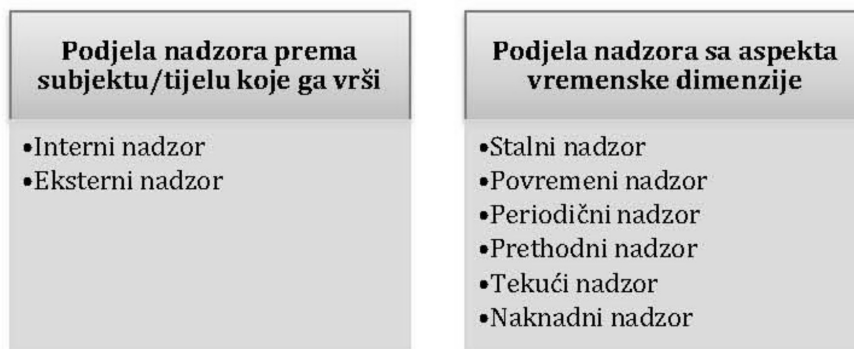 Podjela nadzora prema
subjektu/tijelu koje ga vrši
•Interni nadzor
•Eksterni nadzor
Podjela nadzora sa aspekta
vremenske dimenzije
•Stalni nadzor
•Povremeni nadzor
•Periodični nadzor
•Prethodni nadzor
•Tekući nadzor
•Naknadni nadzor